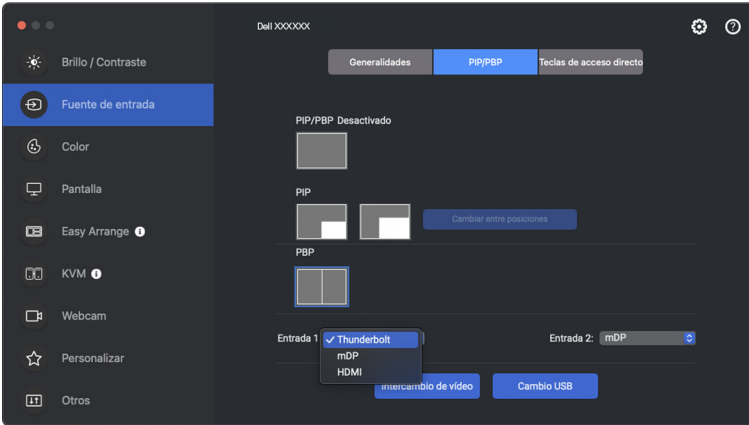 Dell XXXXXX
Brillo / Contraste
Fuente de entrada
Color
Pantalla
Easy Arrange
KVM
Webcam
Personalizar
Otros
Generalidades PIP/PBP Teclas de acceso directo
PIP/PBP Desactivado
PIP
Cambiar entre posiciones
PBP
Entrada 1 Thunderbolt Entrada 2: mDP
mDP
HDMI
Intercambio de vídeo Cambio USB